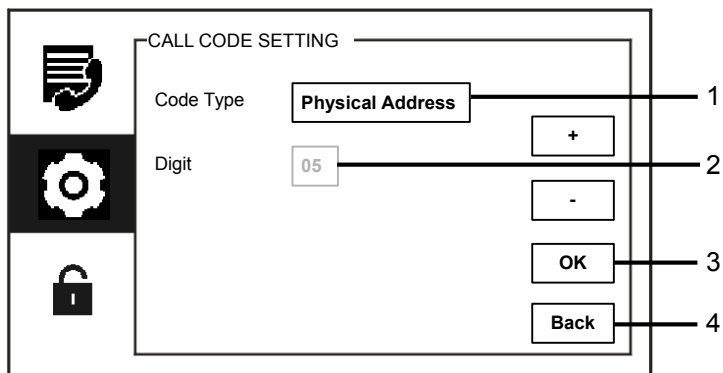 CALL CODE SETTING
Code Type Physical Address 1
+
Digit 05 2
-
OK 3
Back 4